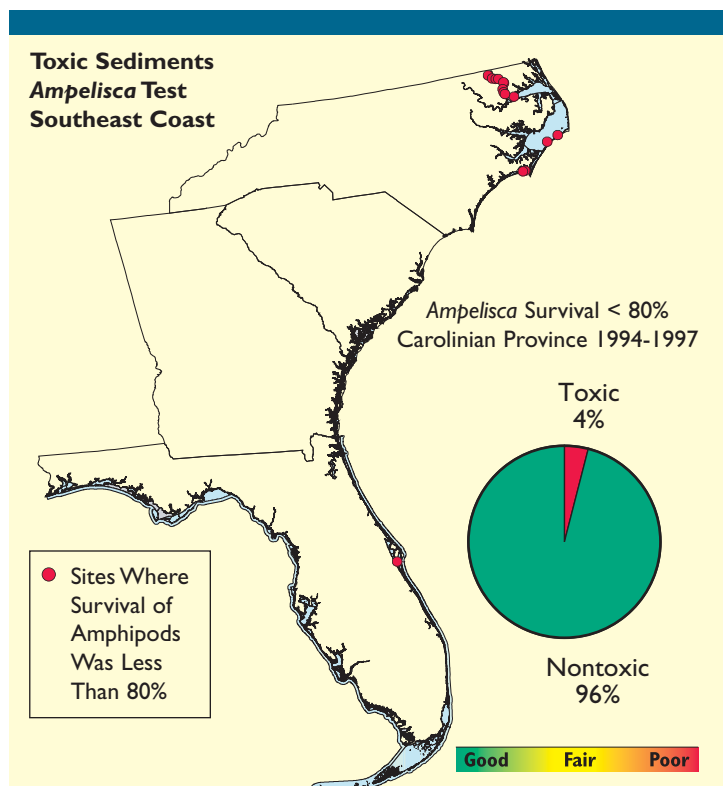 Toxic Sediments
Ampelisca Test
Southeast Coast
Ampelisca Survival < 80%
Carolinian Province 1994-1997
Toxic
4%
Sites Where
Survival of
Amphipods
Was Less
Than 80%
Nontoxic
96%
Good Fair Poor